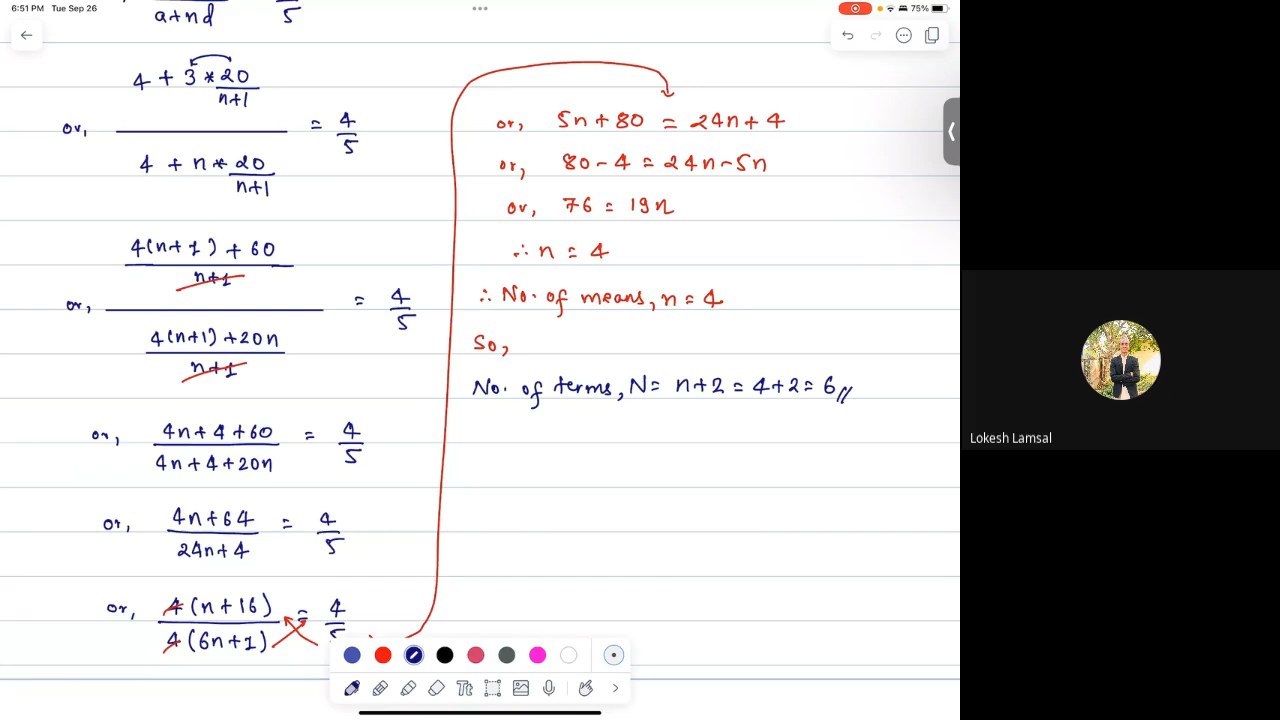 6:51 PM Tue Sep 26
75%
a+nd 5
4 + 3 * 20
n+1
or, = 4
5
4 + n * 20
n+1
4(n+1) + 60
n+1
or, = 4
5
4(n+1) + 20n
n+1
or, 4n+4+60 = 4
4n+4+20n 5
or, 4n+64 = 4
24n+4 5
or, 4(n+16) = 4
4(6n+1) 5
or, 5n+80 = 24n+4
or, 80-4 = 24n-5n
or, 76 = 19n
∴ n = 4
∴ No. of means, n = 4
So,
No. of terms, N = n+2 = 4+2 = 6//
Tt
Lokesh Lamsal